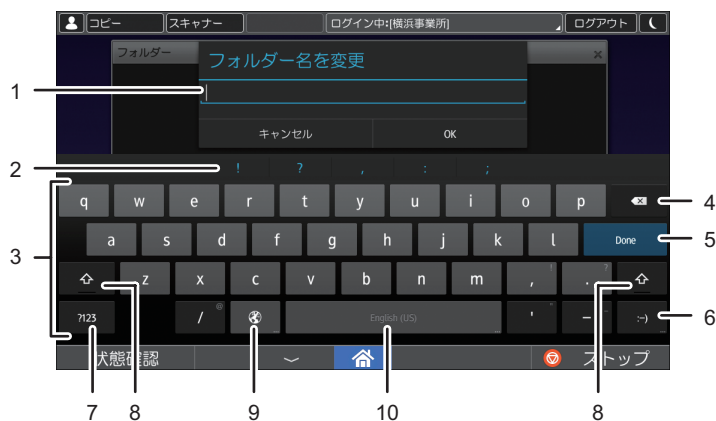 コピー スキャナー ログイン中:[横浜事業所] ログアウト
フォルダー
フォルダー名を変更
1
キャンセル OK
2 ! ? , : ;
3
q w e r t y u i o p 4
a s d f g h j k l Done 5
z x c v b n m , ! . ?
?123 / @ English (US) ' " - _ :-) 6
状態確認 ストップ
7 8 9 10 8